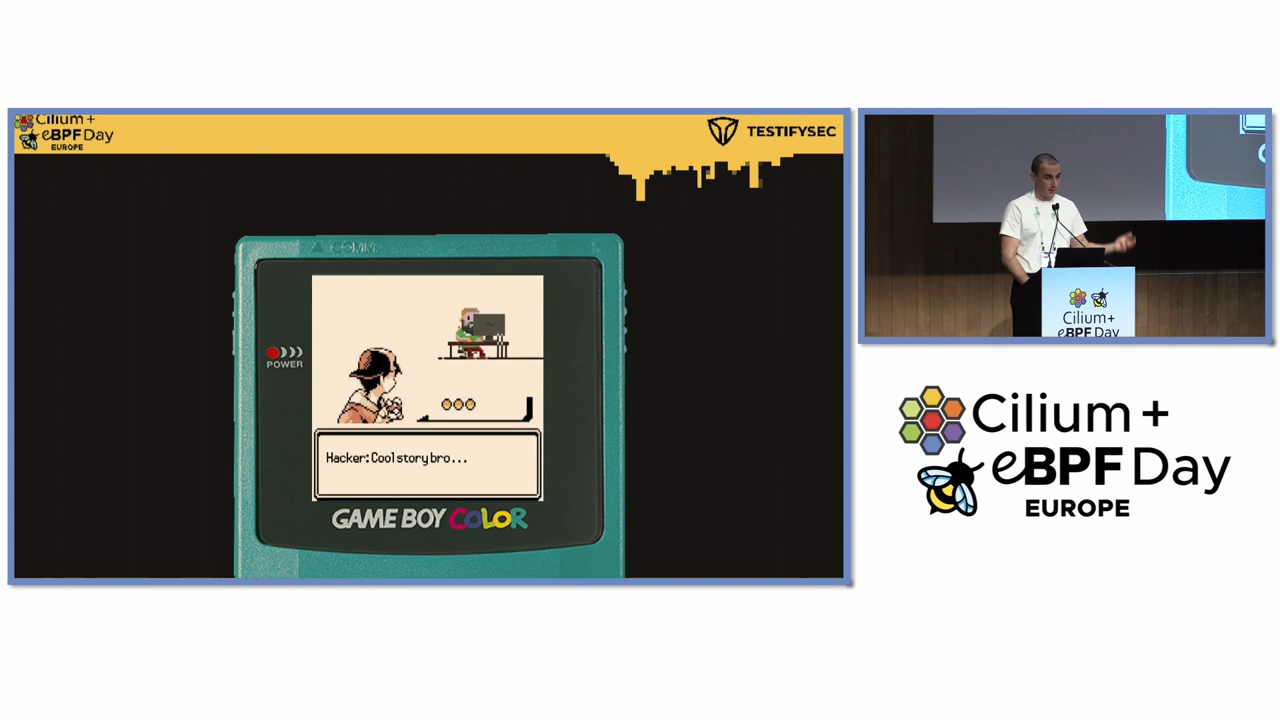 Cilium +
eBPF Day
EUROPE
TESTIFYSEC
COMM
POWER
Hacker: Cool story bro...
GAME BOY COLOR
Cilium +
eBPF Day
Cilium +
eBPF Day
EUROPE